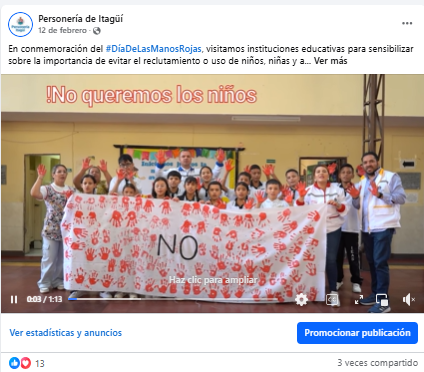 Personería de Itagüí
12 de febrero ·
En conmemoración del #DíaDeLasManosRojas, visitamos instituciones educativas para sensibilizar
sobre la importancia de evitar el reclutamiento o uso de niños, niñas y a... Ver más
!No queremos los niños
NO
Haz clic para ampliar
0:03 / 1:13
Ver estadísticas y anuncios
Promocionar publicación
13
3 veces compartido